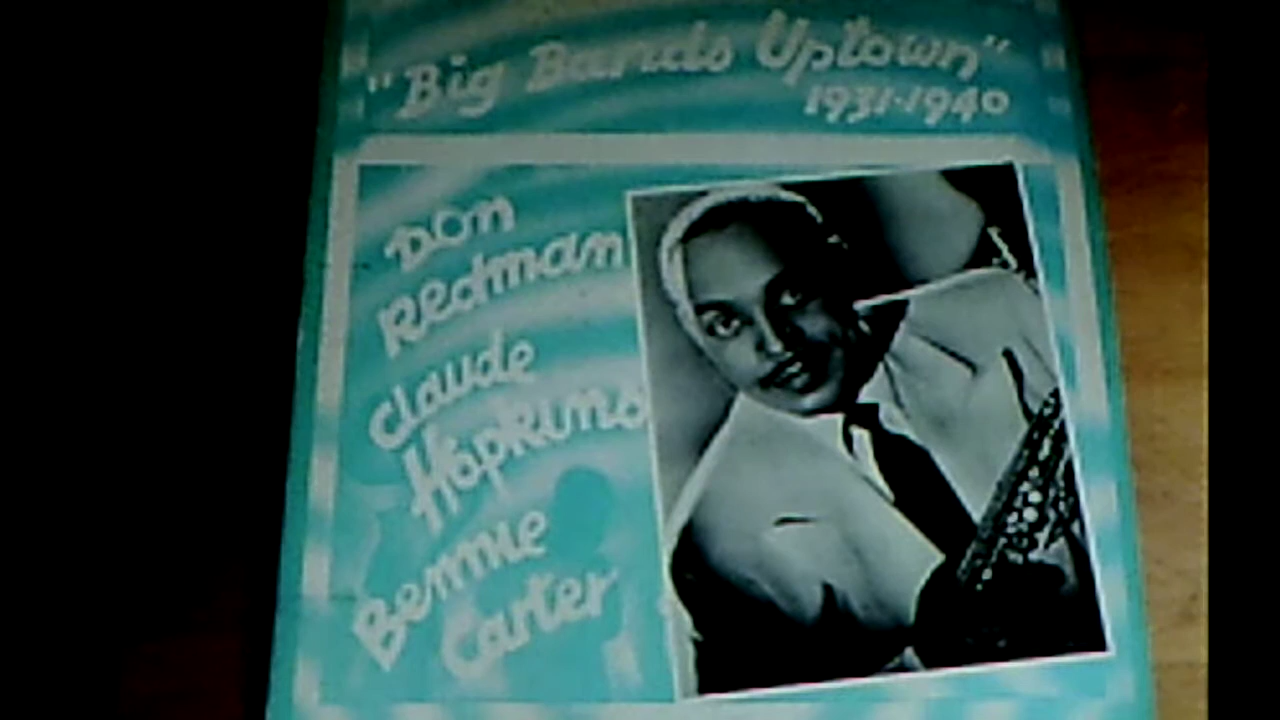 "Big Bands Uptown"
1931-1940
Don
Redman
Claude
Hopkins
Bennie
Carter